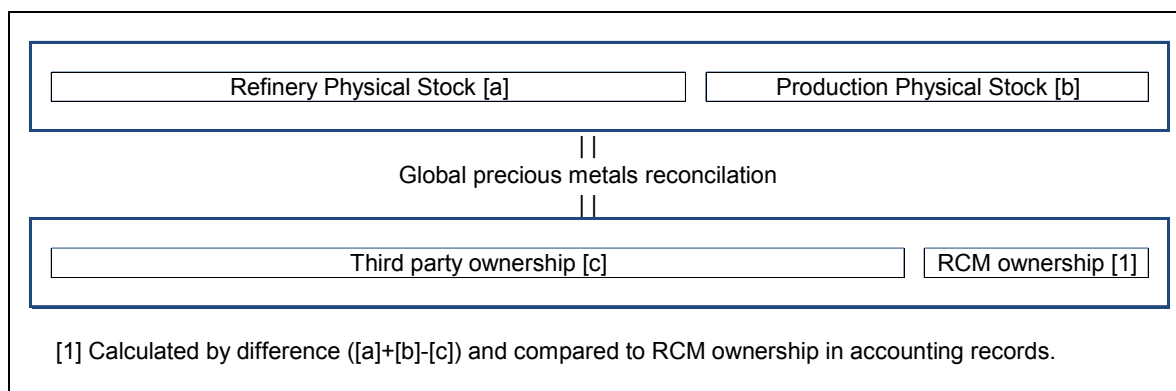 Refinery Physical Stock [a] Production Physical Stock [b]
||
Global precious metals reconcilation
||
Third party ownership [c] RCM ownership [1]
[1] Calculated by difference ([a]+[b]-[c]) and compared to RCM ownership in accounting records.